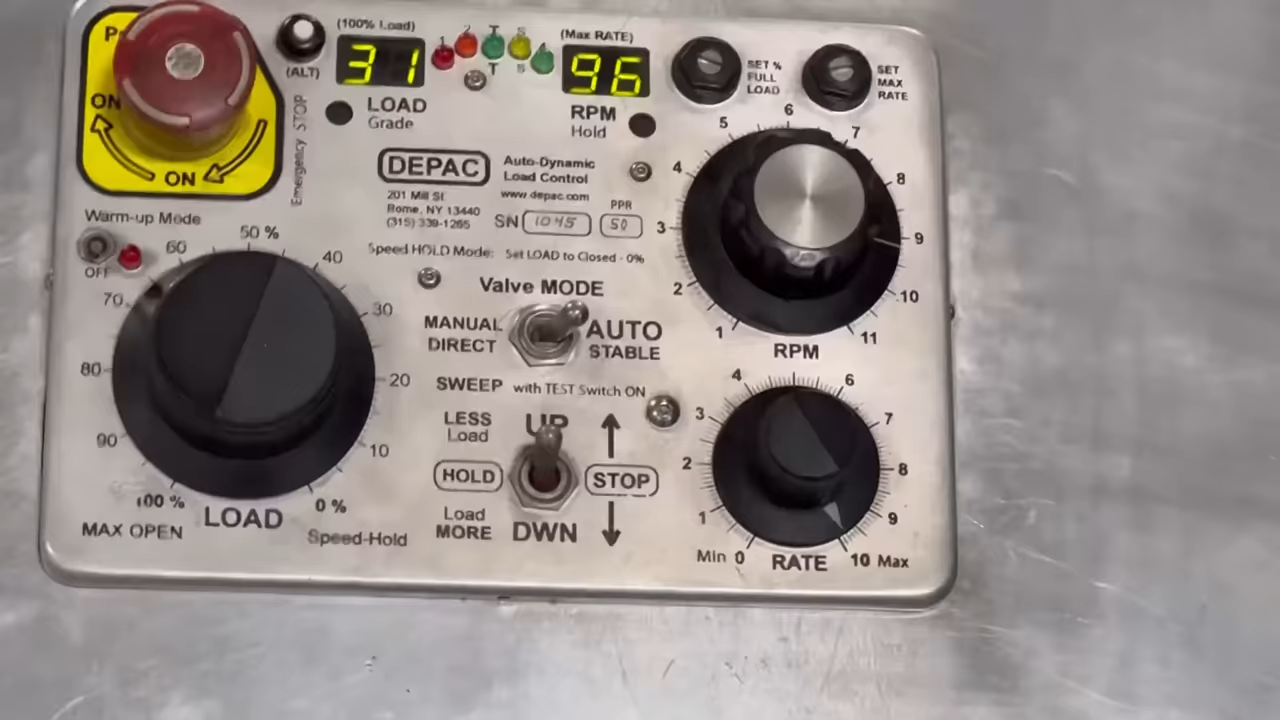 (100% Load)
31
1 2 T 5 4
T 5
(Max RATE)
96
(ALT)
LOAD
Grade
RPM
Hold
SET %
FULL
LOAD
SET
MAX
RATE
ON
ON
Emergency STOP
DEPAC
Auto-Dynamic
Load Control
www.depac.com
201 Mill St
Rome, NY 13440
(315) 339-1265
SN 1045
PPR
50
Speed HOLD Mode: Set LOAD to Closed - 0%
Warm-up Mode
OFF
50 %
60
40
70
30
80
20
90
10
100 %
0 %
MAX OPEN
LOAD
Speed-Hold
Valve MODE
MANUAL
DIRECT
AUTO
STABLE
SWEEP with TEST Switch ON
LESS
Load
UP
HOLD
STOP
Load
MORE
DWN
1
2
3
4
5
6
7
8
9
10
11
RPM
Min 0
1
2
3
4
6
7
8
9
10 Max
RATE